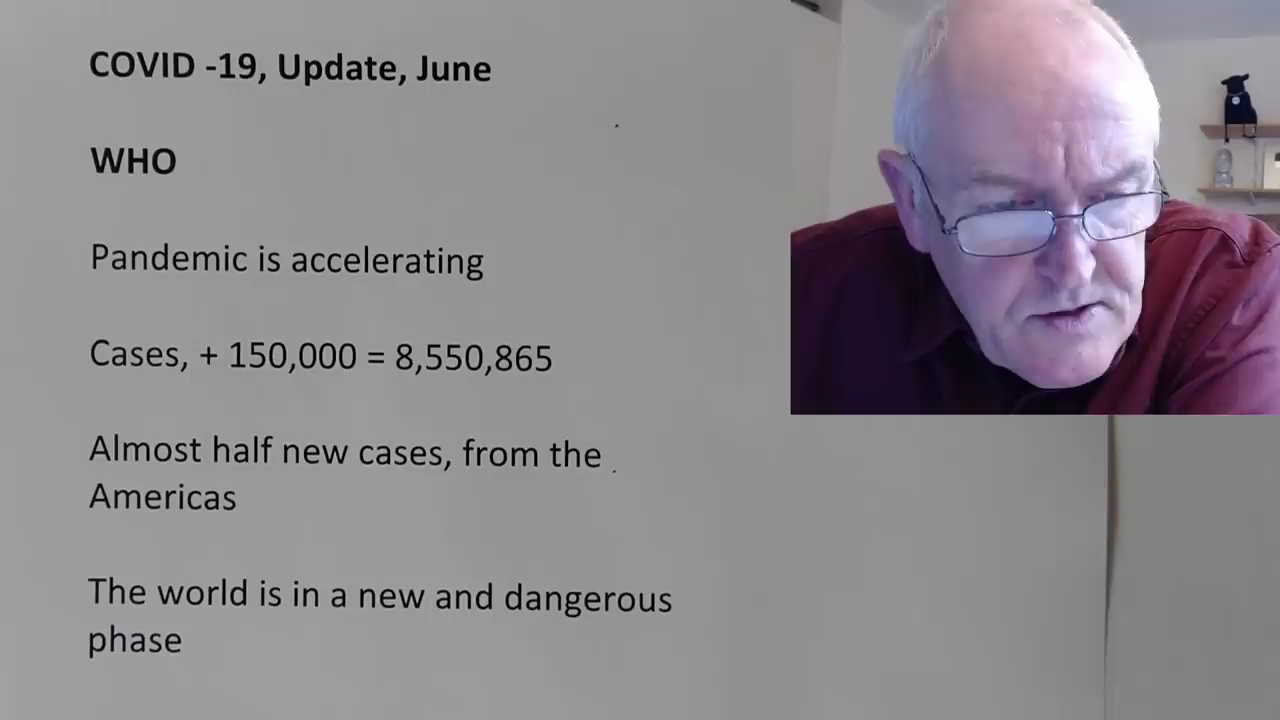 COVID -19, Update, June
WHO
Pandemic is accelerating
Cases, + 150,000 = 8,550,865
Almost half new cases, from the
Americas
The world is in a new and dangerous
phase